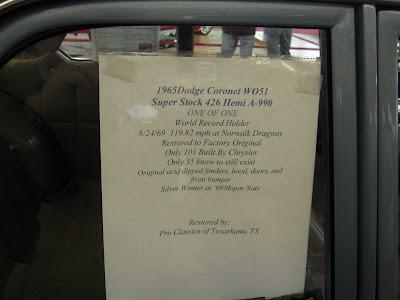 1965Dodge Coronet WO51
Super Stock 426 Hemi A-990
ONE OF ONE
World Record Holder
8/24/69 119.82 mph at Norwalk Dragway
Restored to Factory Original
Only 101 Built By Chrysler
Only 35 know to still exist
Original acid dipped fenders, hood, doors, and
front bumper
Silver Winner at '09Mopar Nats
Restored by:
Pro Classics of Texarkana, TX